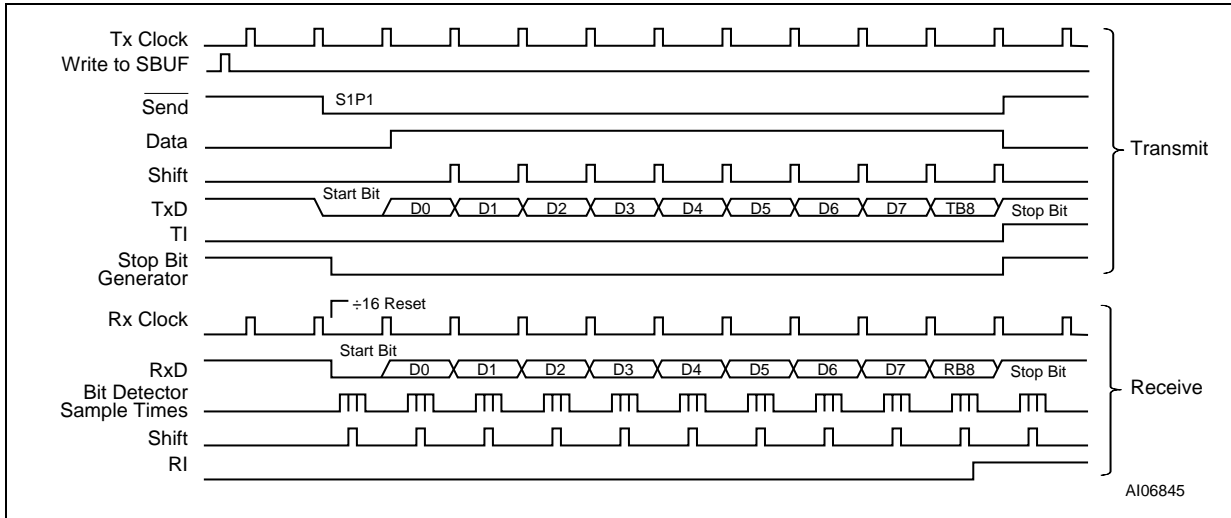 Tx Clock
Write to SBUF
Send
S1P1
Data
Shift
Start Bit
TxD
D0 D1 D2 D3 D4 D5 D6 D7 TB8 Stop Bit
TI
Stop Bit
Generator
Transmit
÷16 Reset
Rx Clock
Start Bit
RxD
D0 D1 D2 D3 D4 D5 D6 D7 RB8 Stop Bit
Bit Detector
Sample Times
Shift
RI
Receive
AI06845